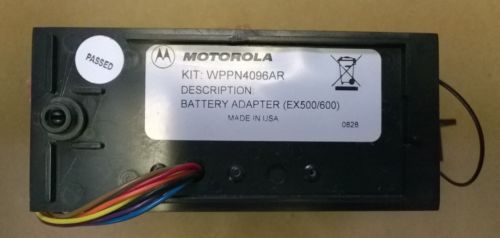 PASSED
MOTOROLA
KIT: WPPN4096AR
DESCRIPTION:
BATTERY ADAPTER (EX500/600)
MADE IN USA
0828